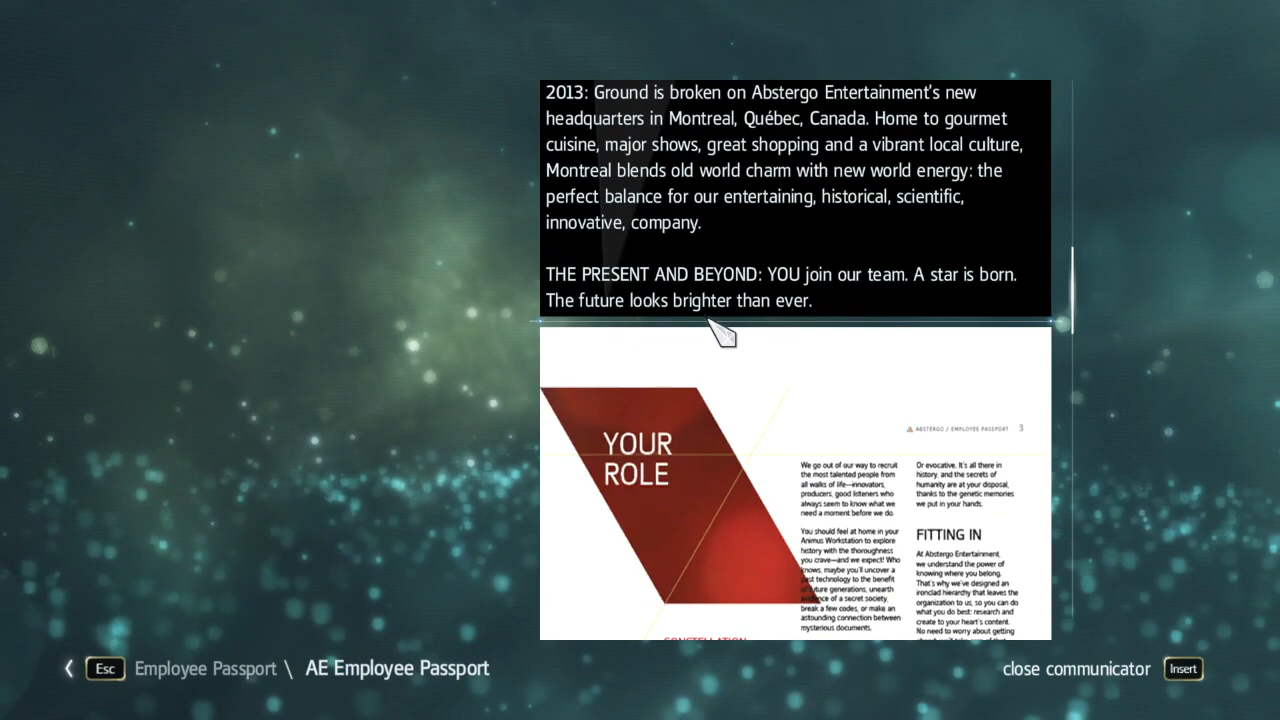 2013: Ground is broken on Abstergo Entertainment's new
headquarters in Montreal, Québec, Canada. Home to gourmet
cuisine, major shows, great shopping and a vibrant local culture,
Montreal blends old world charm with new world energy: the
perfect balance for our entertaining, historical, scientific,
innovative, company.
THE PRESENT AND BEYOND: YOU join our team. A star is born.
The future looks brighter than ever.
ABSTERGO / EMPLOYEE PASSPORT 3
YOUR
ROLE
We go out of our way to recruit
the most talented people from
all walks of life—innovators,
producers, good listeners who
always seem to know what we
need a moment before we do.
You should feel at home in your
Animus Workstation to explore
history with the thoroughness
you crave—and we expect! Who
knows, maybe you'll uncover a
past technology to the benefit
of future generations, unearth
evidence of a secret society,
break a few codes, or make an
astounding connection between
mysterious documents.
Or evocative. It's all there in
history, and the secrets of
humanity are at your disposal,
thanks to the genetic memories
we put in your hands.
FITTING IN
At Abstergo Entertainment,
we understand the power of
knowing where you belong.
That's why we've designed an
ironclad hierarchy that leaves the
organization to us, so you can do
what you do best: research and
create to your heart's content.
No need to worry about getting
CONSTELLATION
Esc Employee Passport \ AE Employee Passport
close communicator Insert